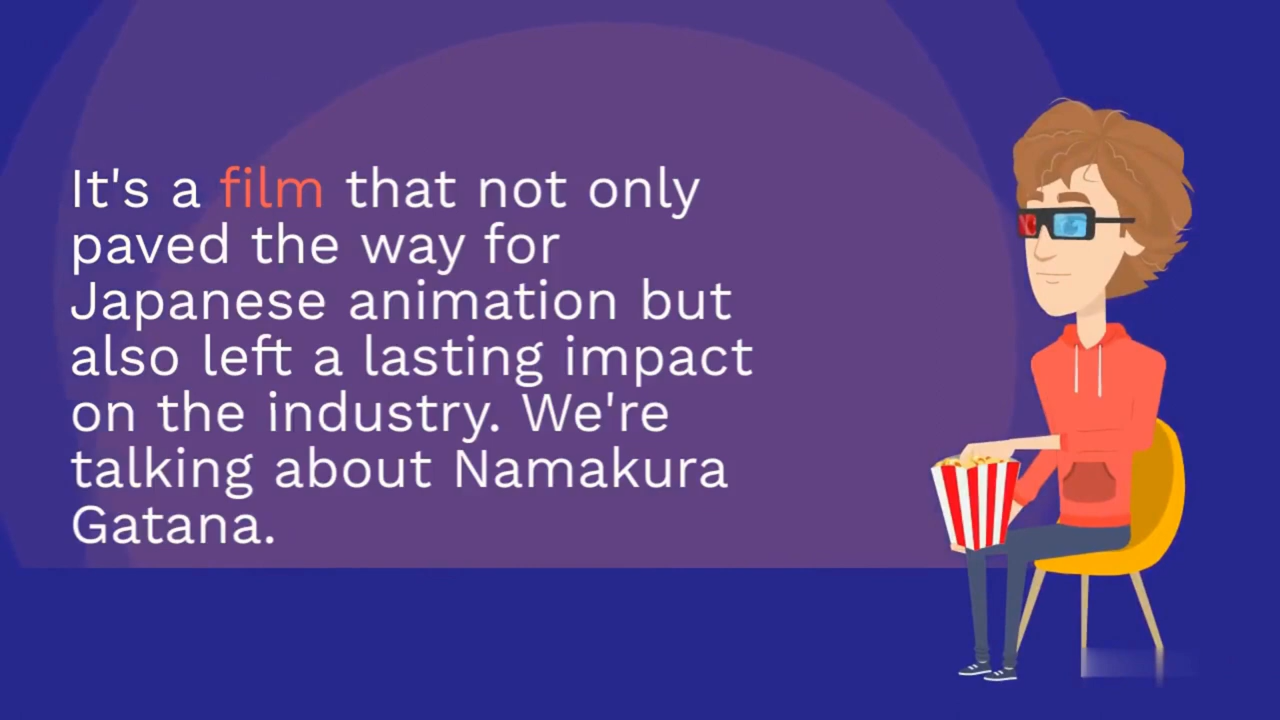 It's a film that not only
paved the way for
Japanese animation but
also left a lasting impact
on the industry. We're
talking about Namakura
Gatana.